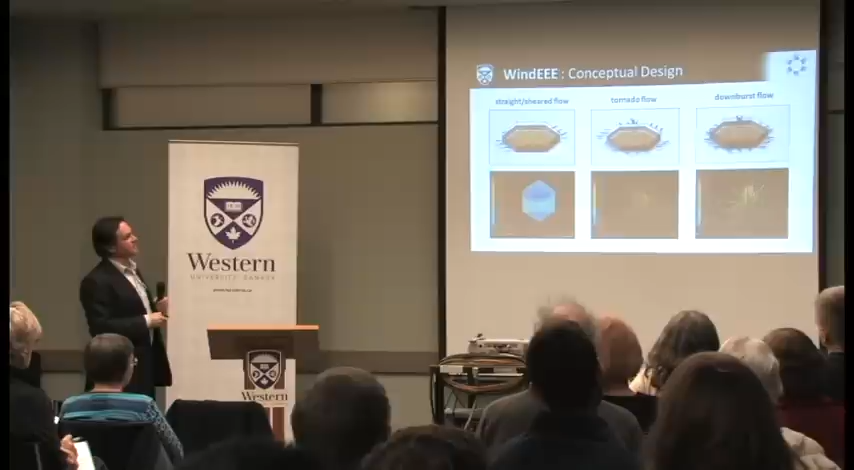 WindEEE : Conceptual Design
straight/sheared flow
tornado flow
downburst flow
Western
UNIVERSITY · CANADA
Western